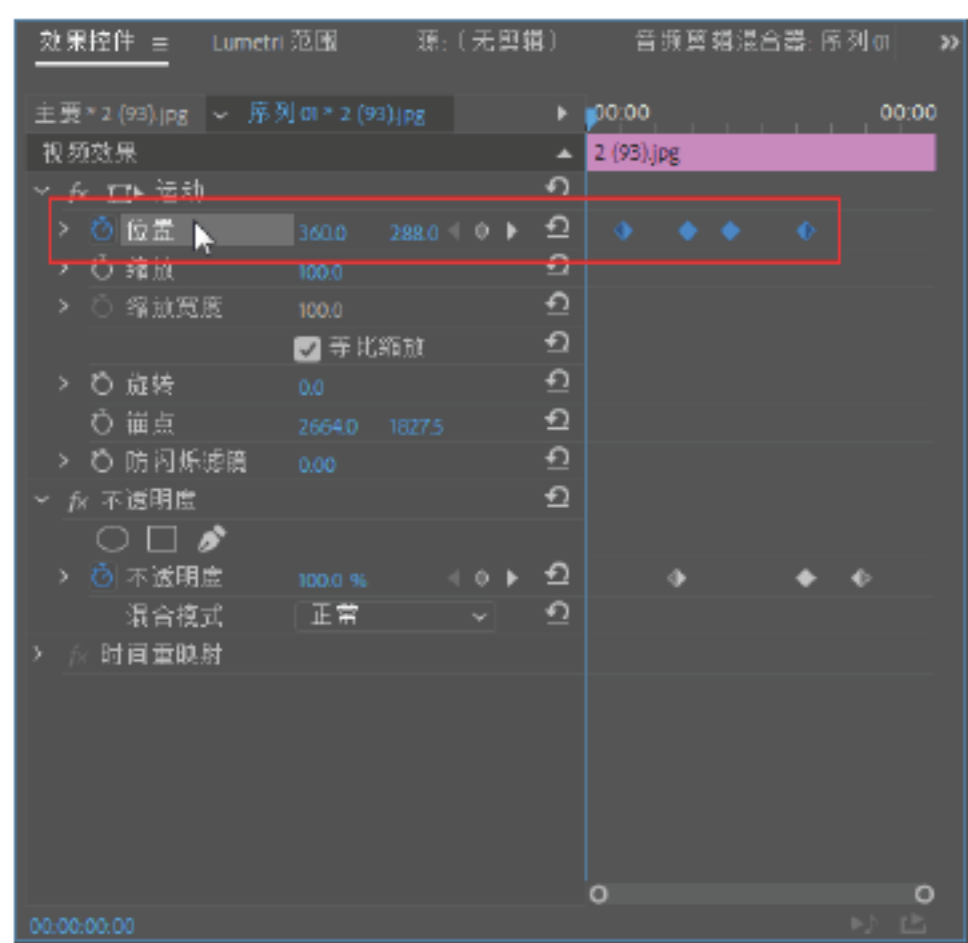 效果控件 Lumetri 范围 源:(无剪辑) 音频剪辑混合器:序列 01 »
主要 * 2 (93).jpg 序列 01 * 2 (93).jpg 00:00 00:00
视频效果 2 (93).jpg
fx 运动
位置 360.0 288.0
缩放 100.0
缩放宽度 100.0
等比缩放
旋转 0.0
锚点 2664.0 1827.5
防闪烁滤镜 0.00
fx 不透明度
不透明度 100.0 %
混合模式 正常
fx 时间重映射
00:00:00:00